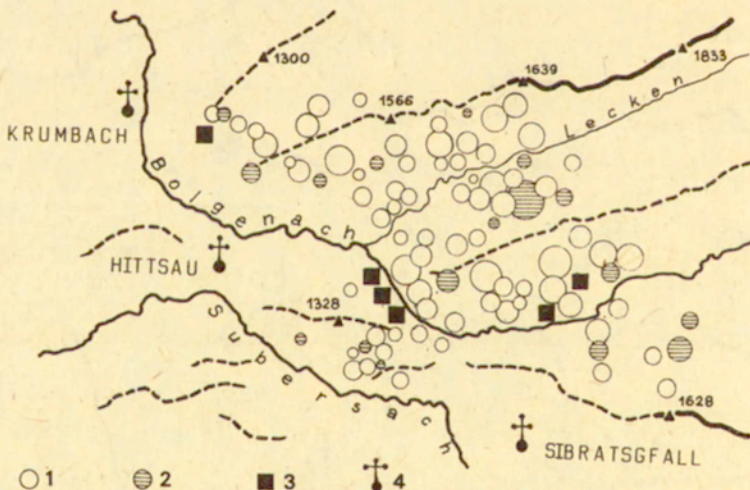 1300
1833
1639
1566
Lecken
KRUMBACH
Bolgenach
HITTSAU
1328
Subersach
1628
SIBRATSGFALL
1 2 3 4